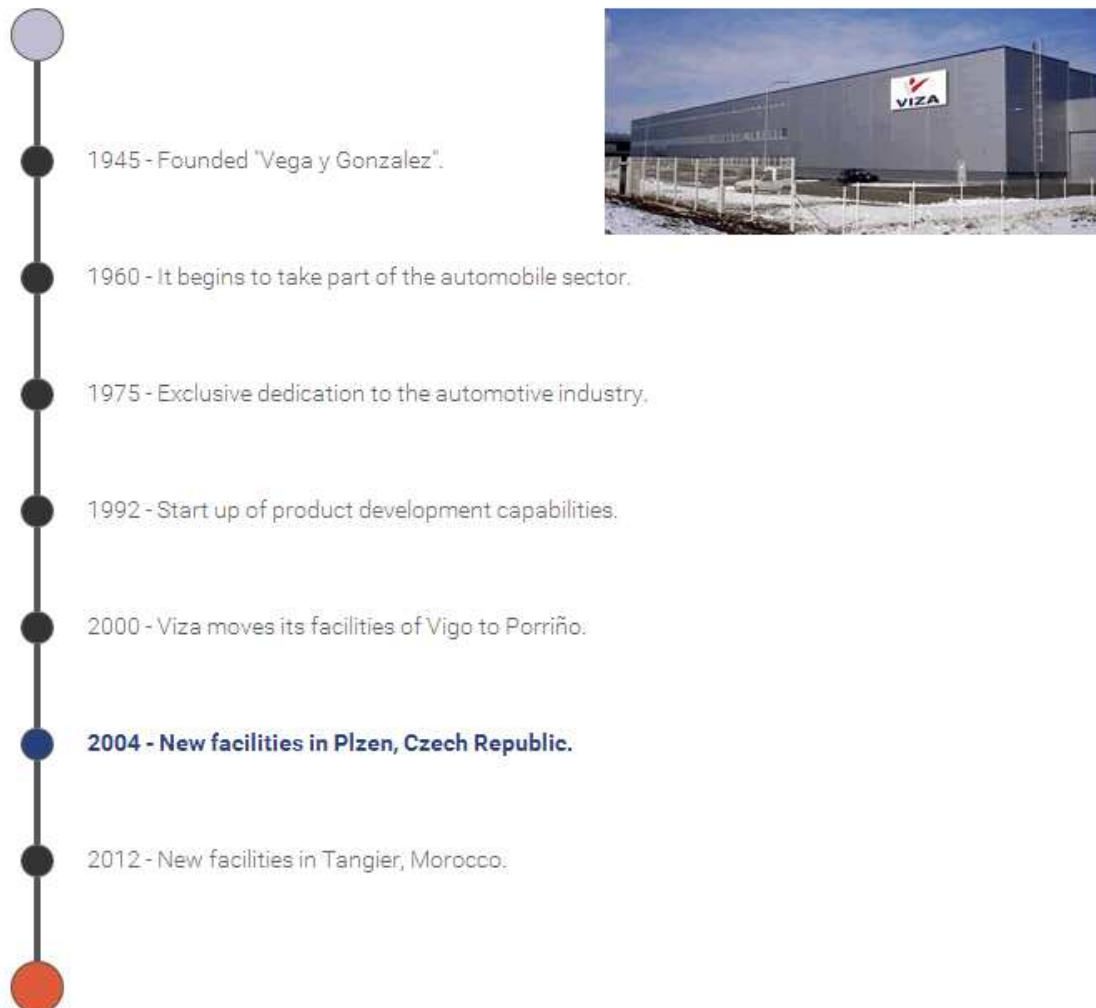 VIZA
1945 - Founded "Vega y Gonzalez".
1960 - It begins to take part of the automobile sector.
1975 - Exclusive dedication to the automotive industry.
1992 - Start up of product development capabilities.
2000 - Viza moves its facilities of Vigo to Porriño.
2004 - New facilities in Plzen, Czech Republic.
2012 - New facilities in Tangier, Morocco.